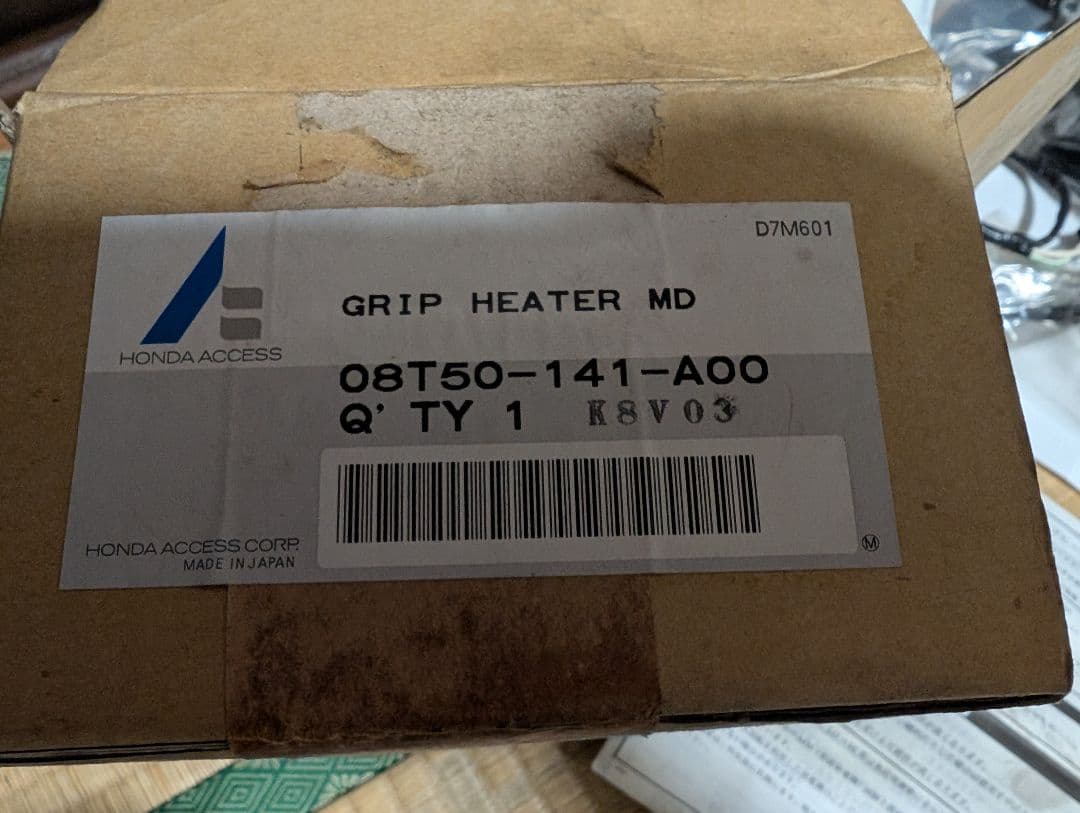 D7M601
GRIP HEATER MD
HONDA ACCESS
08T50-141-A00
Q'TY 1 K8V03
HONDA ACCESS CORP.
MADE IN JAPAN
M